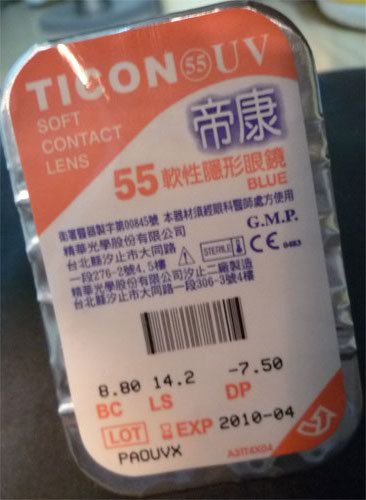 TICON 55 UV
SOFT
CONTACT
LENS
帝康
55 軟性隱形眼鏡
BLUE
衛署醫器製字第00845號 本器材須經眼科醫師處方使用
精華光學股份有限公司
G.M.P.
台北縣汐止市大同路
STERILE
CE 0483
一段276-2號4.5樓
精華光學股份有限公司汐止二廠製造
台北縣汐止市大同路一段306-3號4樓
8.80 14.2 -7.50
BC LS DP
LOT EXP 2010-04
PAOUVX